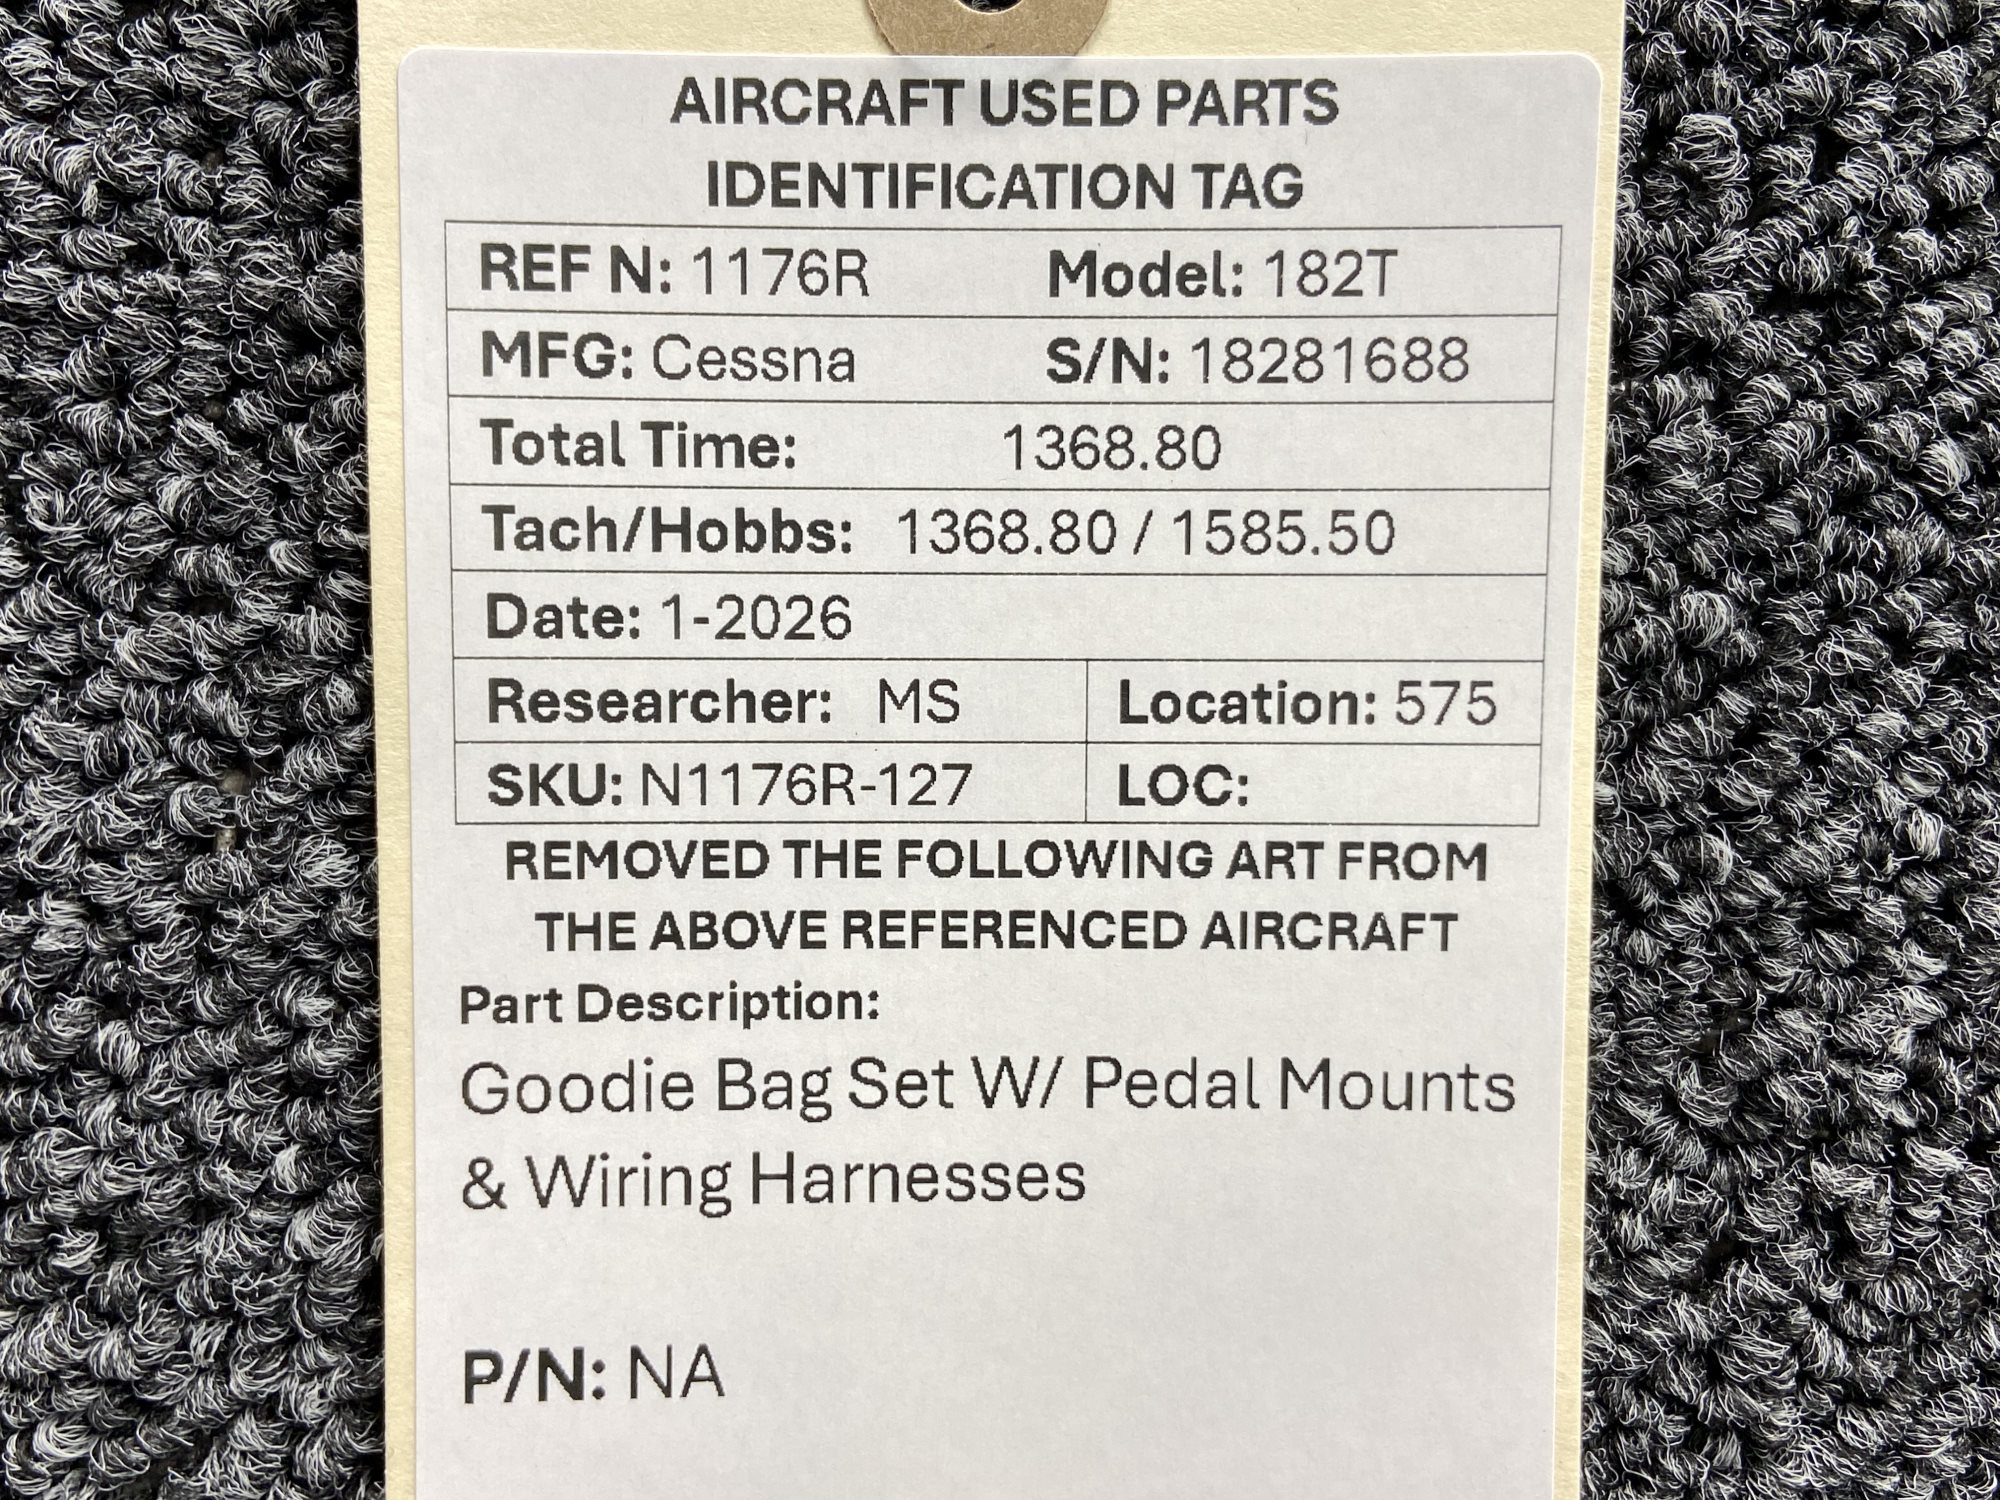 AIRCRAFT USED PARTS
IDENTIFICATION TAG
REF N: 1176R Model: 182T
MFG: Cessna S/N: 18281688
Total Time: 1368.80
Tach/Hobbs: 1368.80 / 1585.50
Date: 1-2026
Researcher: MS Location: 575
SKU: N1176R-127 LOC:
REMOVED THE FOLLOWING ART FROM
THE ABOVE REFERENCED AIRCRAFT
Part Description:
Goodie Bag Set W/ Pedal Mounts
& Wiring Harnesses
P/N: NA